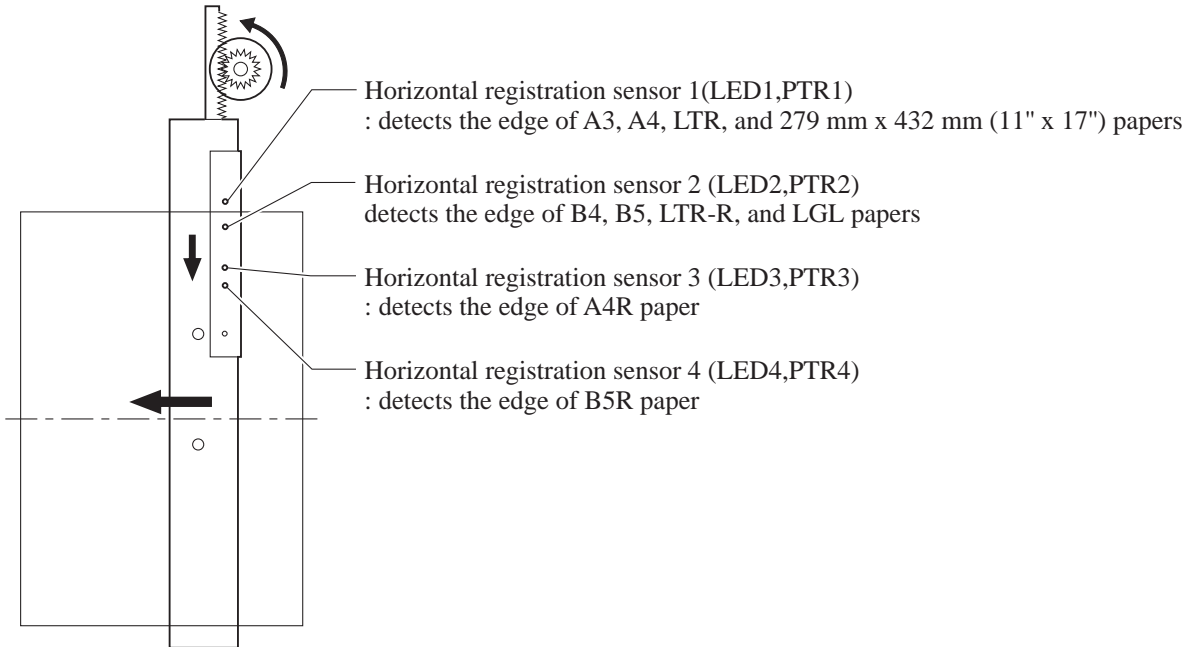 Horizontal registration sensor 1(LED1,PTR1)
: detects the edge of A3, A4, LTR, and 279 mm x 432 mm (11" x 17") papers
Horizontal registration sensor 2 (LED2,PTR2)
detects the edge of B4, B5, LTR-R, and LGL papers
Horizontal registration sensor 3 (LED3,PTR3)
: detects the edge of A4R paper
Horizontal registration sensor 4 (LED4,PTR4)
: detects the edge of B5R paper